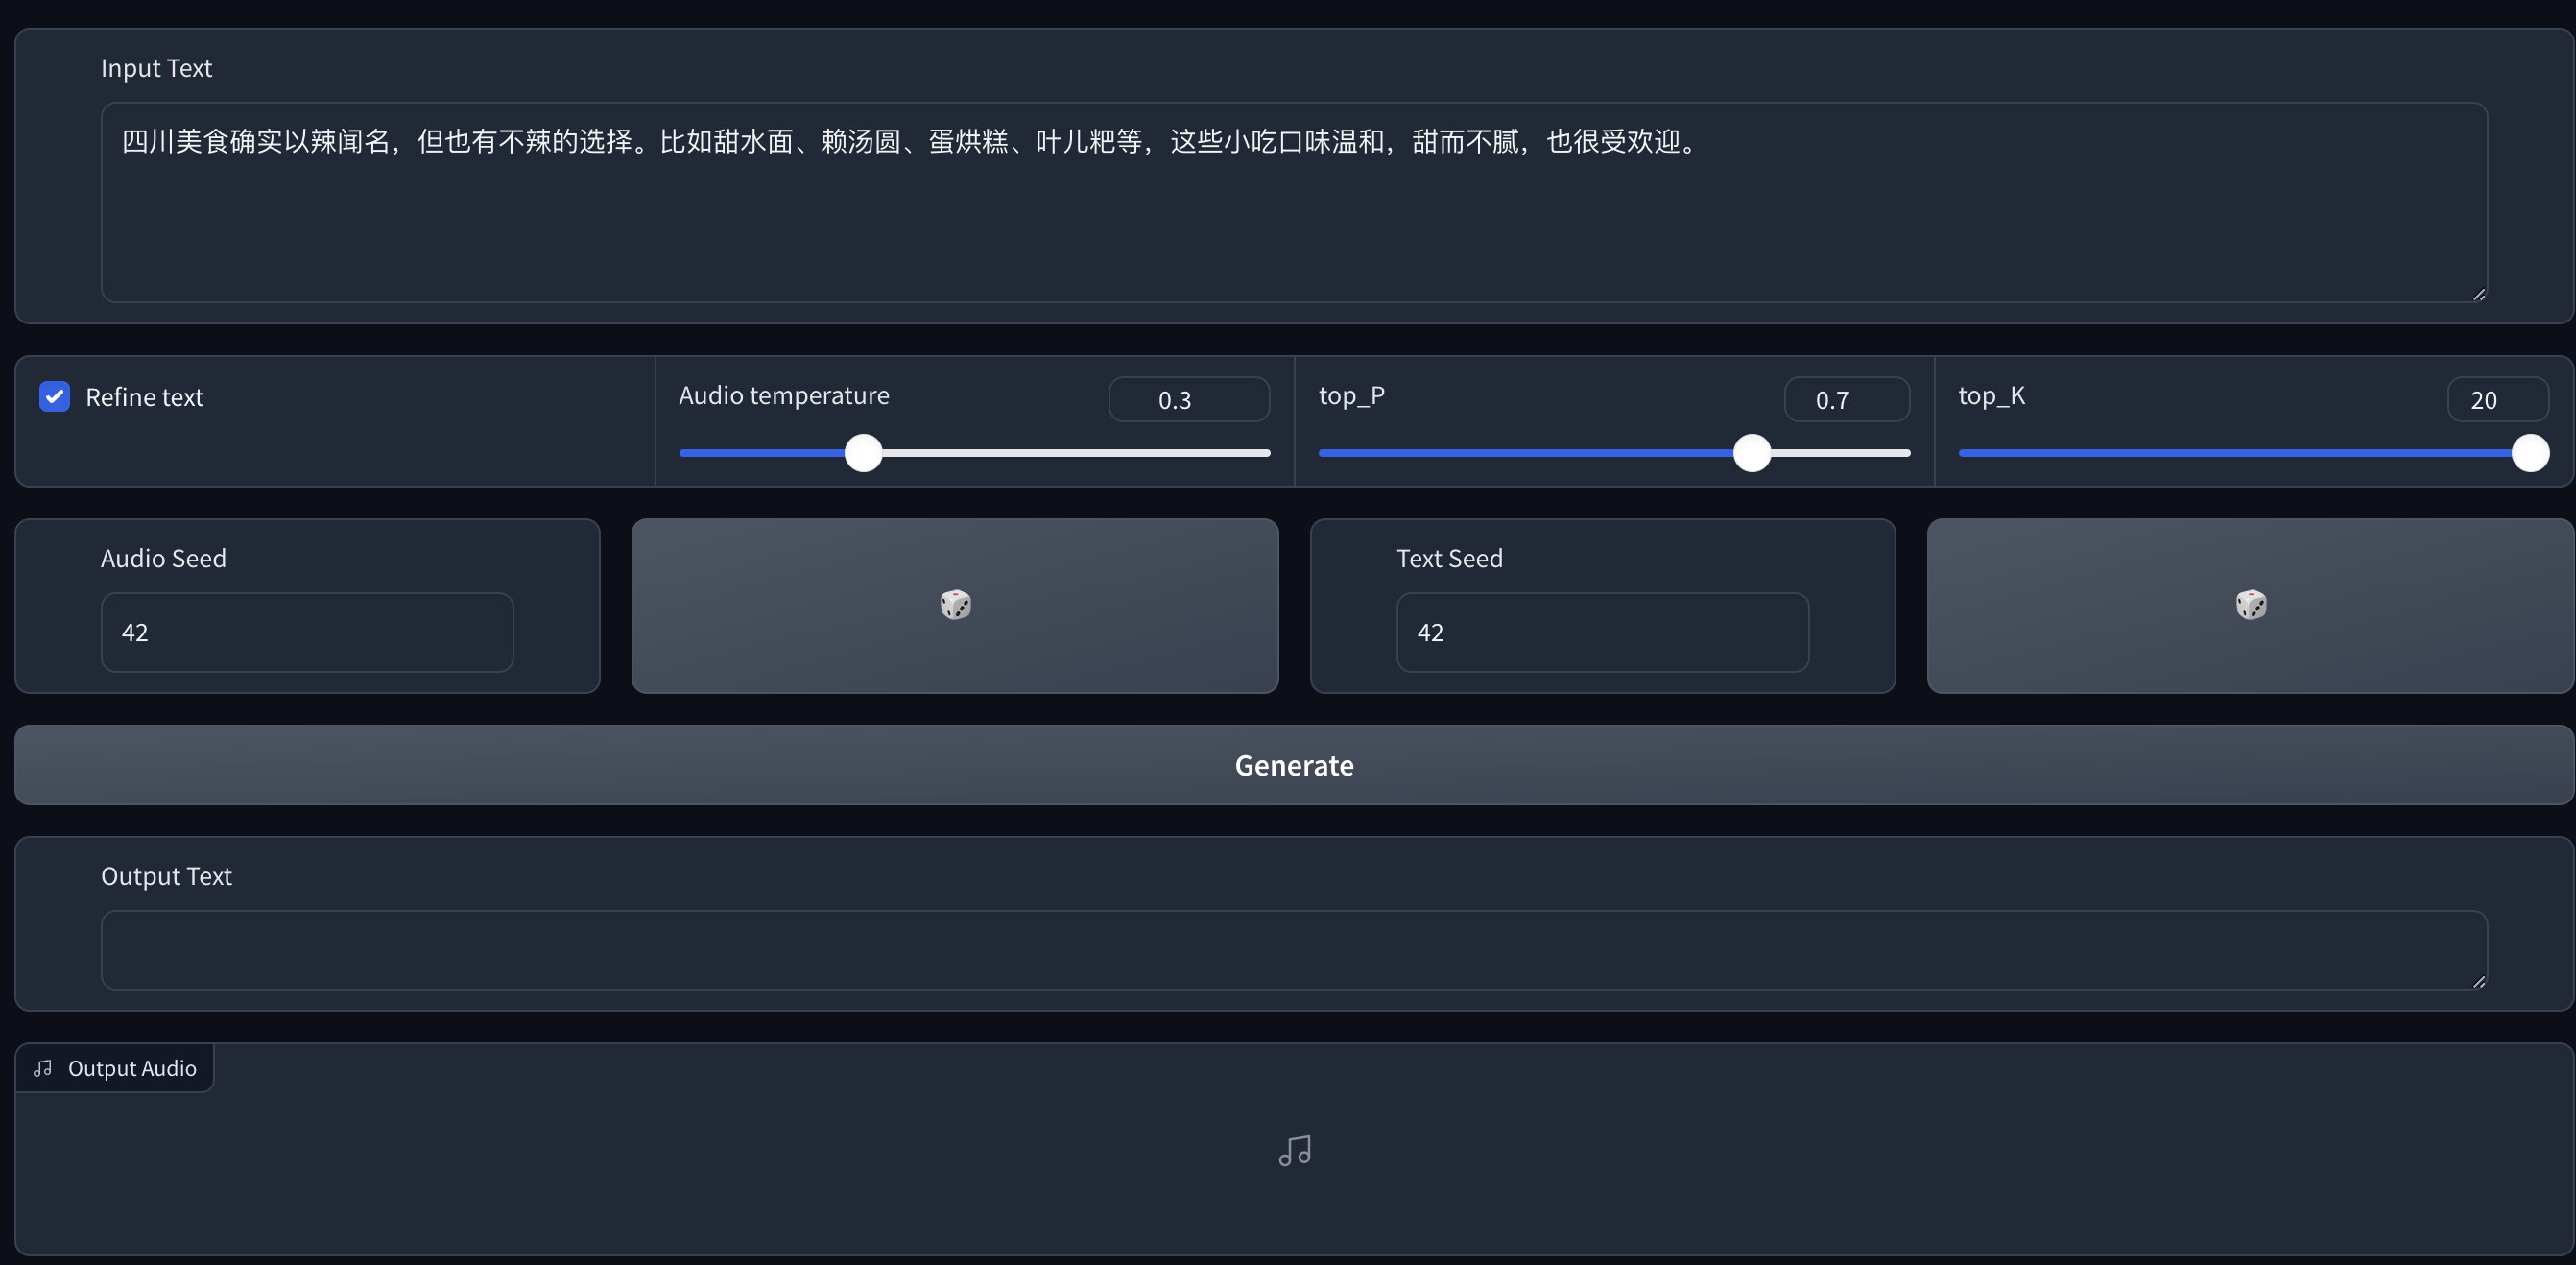 Input Text
四川美食确实以辣闻名，但也有不辣的选择。比如甜水面、赖汤圆、蛋烘糕、叶儿粑等，这些小吃口味温和，甜而不腻，也很受欢迎。
Refine text
Audio temperature
0.3
top_P
0.7
top_K
20
Audio Seed
42
Text Seed
42
Generate
Output Text
Output Audio